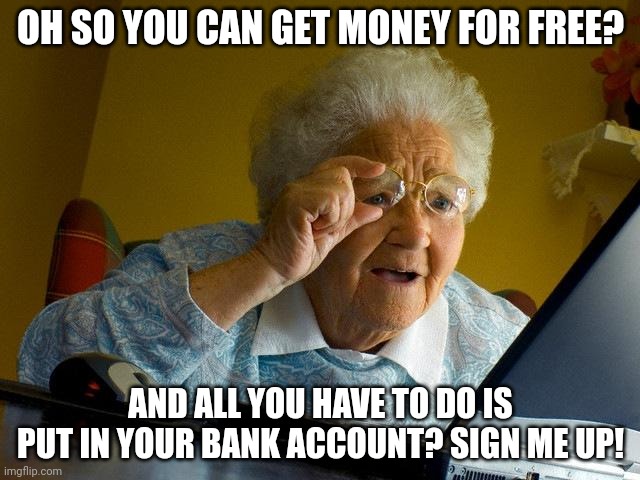 OH SO YOU CAN GET MONEY FOR FREE?
AND ALL YOU HAVE TO DO IS
PUT IN YOUR BANK ACCOUNT? SIGN ME UP!
imgflip.com